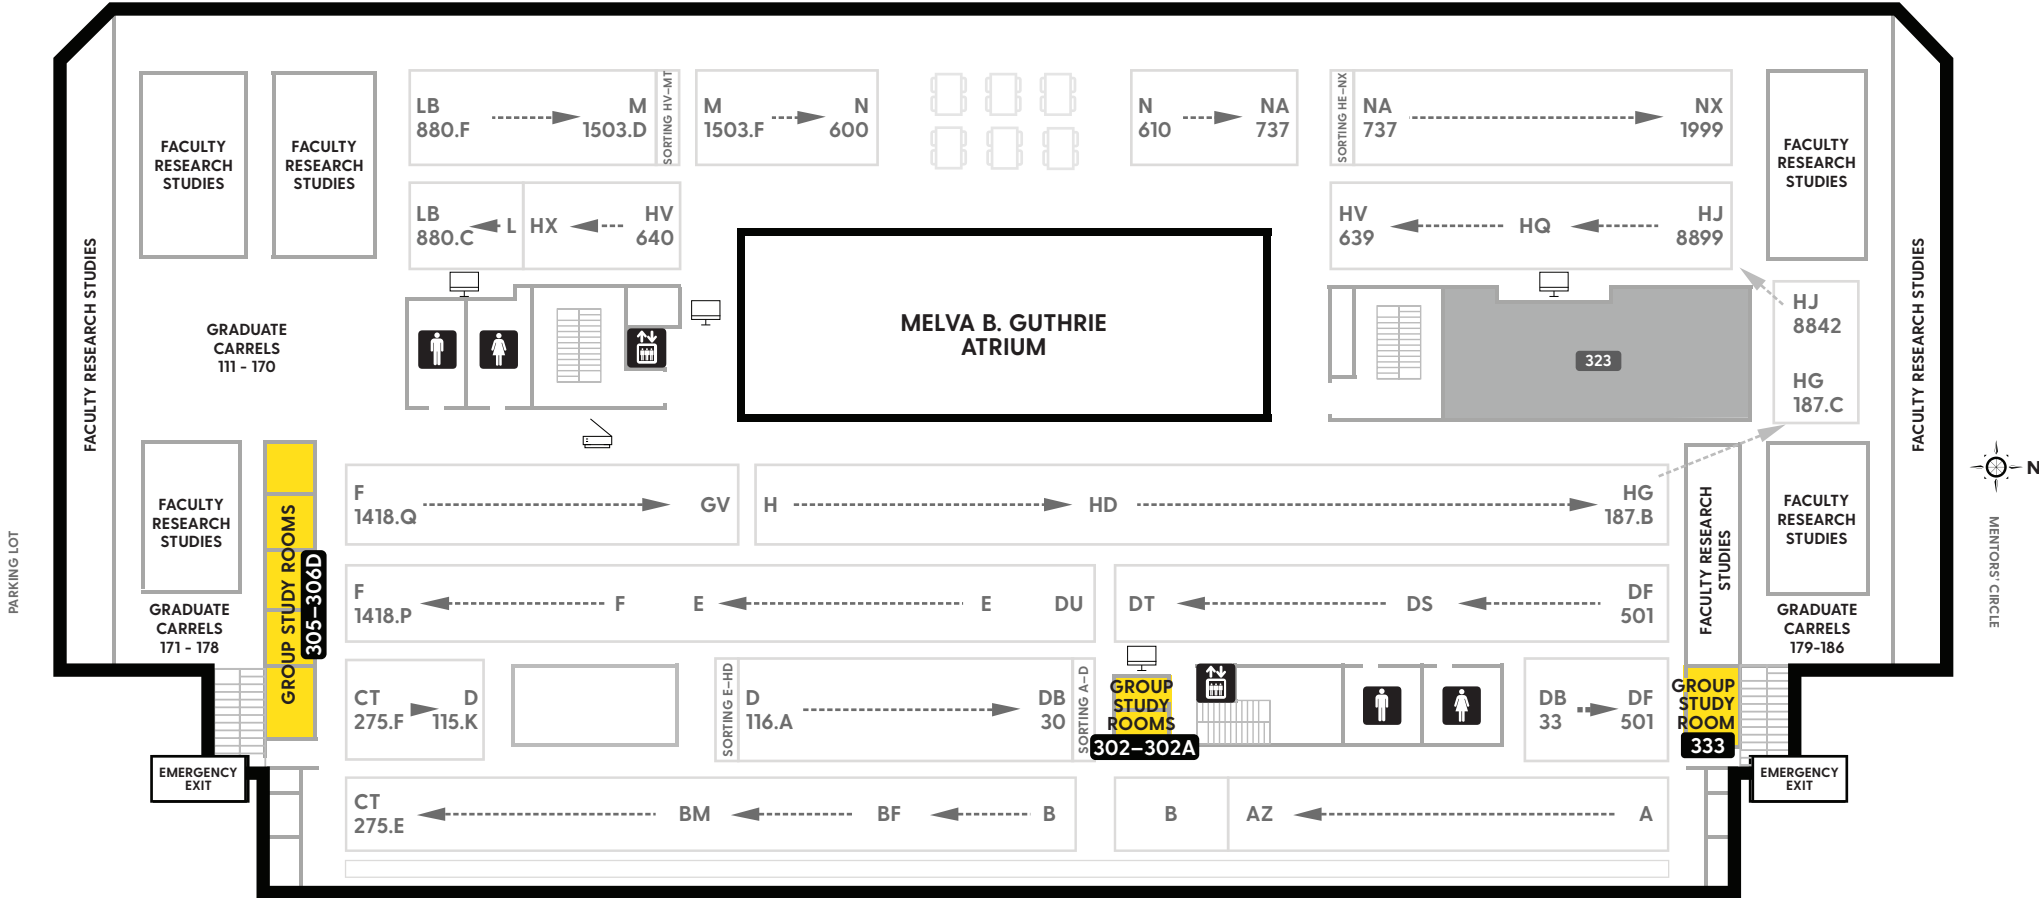 LB
880.F
M
1503.D
SORTING HV–MT
M
1503.F
N
600
N
610
NA
737
SORTING HE–NX
NA
737
NX
1999
FACULTY
RESEARCH
STUDIES
FACULTY
RESEARCH
STUDIES
FACULTY
RESEARCH
STUDIES
LB
880.C
L
HX
HV
640
HV
639
HQ
HJ
8899
FACULTY RESEARCH STUDIES
FACULTY RESEARCH STUDIES
GRADUATE
CARRELS
111 - 170
MELVA B. GUTHRIE
ATRIUM
323
HJ
8842
HG
187.C
N
FACULTY
RESEARCH
STUDIES
GROUP STUDY ROOMS
305–306D
F
1418.Q
GV
H
HD
HG
187.B
FACULTY RESEARCH
STUDIES
FACULTY
RESEARCH
STUDIES
PARKING LOT
MENTORS' CIRCLE
GRADUATE
CARRELS
171 - 178
F
1418.P
F
E
E
DU
DT
DS
DF
501
GRADUATE
CARRELS
179-186
CT
275.F
D
115.K
SORTING E–HD
D
116.A
DB
30
SORTING A–D
GROUP
STUDY
ROOMS
302–302A
DB
33
DF
501
GROUP
STUDY
ROOM
333
EMERGENCY
EXIT
EMERGENCY
EXIT
CT
275.E
BM
BF
B
B
AZ
A